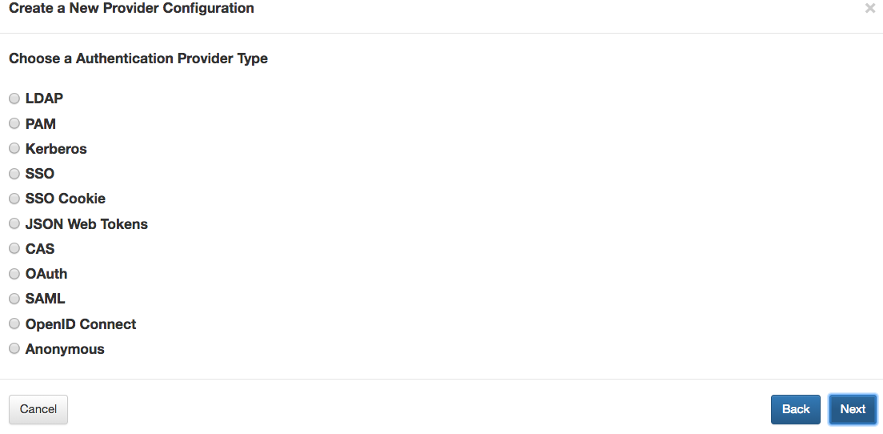 Create a New Provider Configuration
Choose a Authentication Provider Type
LDAP
PAM
Kerberos
SSO
SSO Cookie
JSON Web Tokens
CAS
OAuth
SAML
OpenID Connect
Anonymous
Cancel
Back
Next